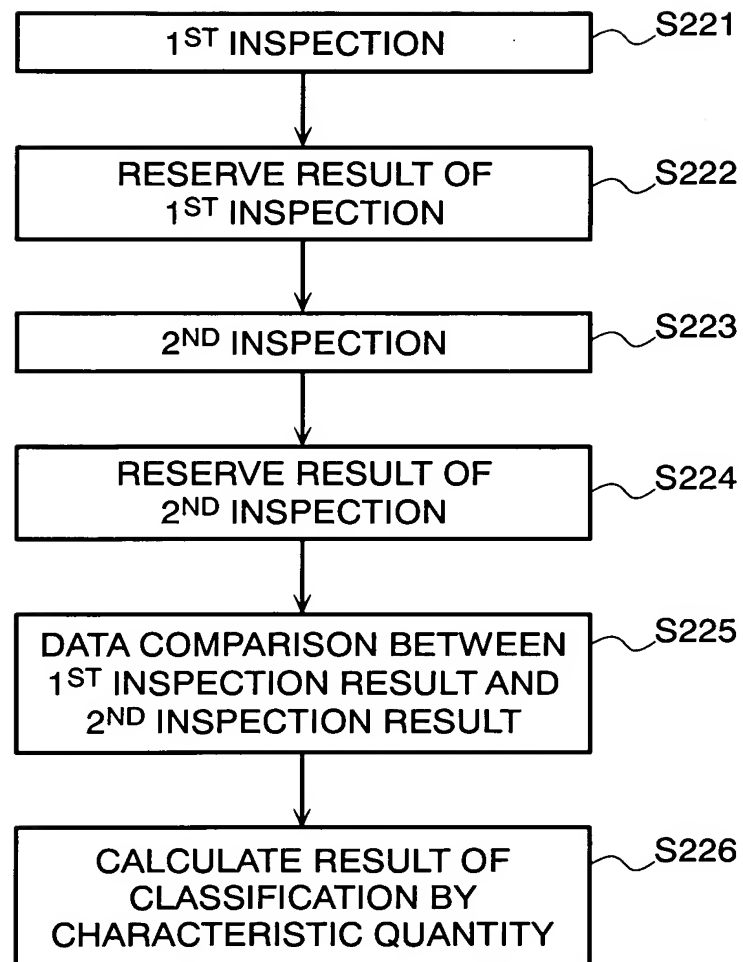 1ST INSPECTION
S221
RESERVE RESULT OF
1ST INSPECTION
S222
2ND INSPECTION
S223
RESERVE RESULT OF
2ND INSPECTION
S224
DATA COMPARISON BETWEEN
1ST INSPECTION RESULT AND
2ND INSPECTION RESULT
S225
CALCULATE RESULT OF
CLASSIFICATION BY
CHARACTERISTIC QUANTITY
S226